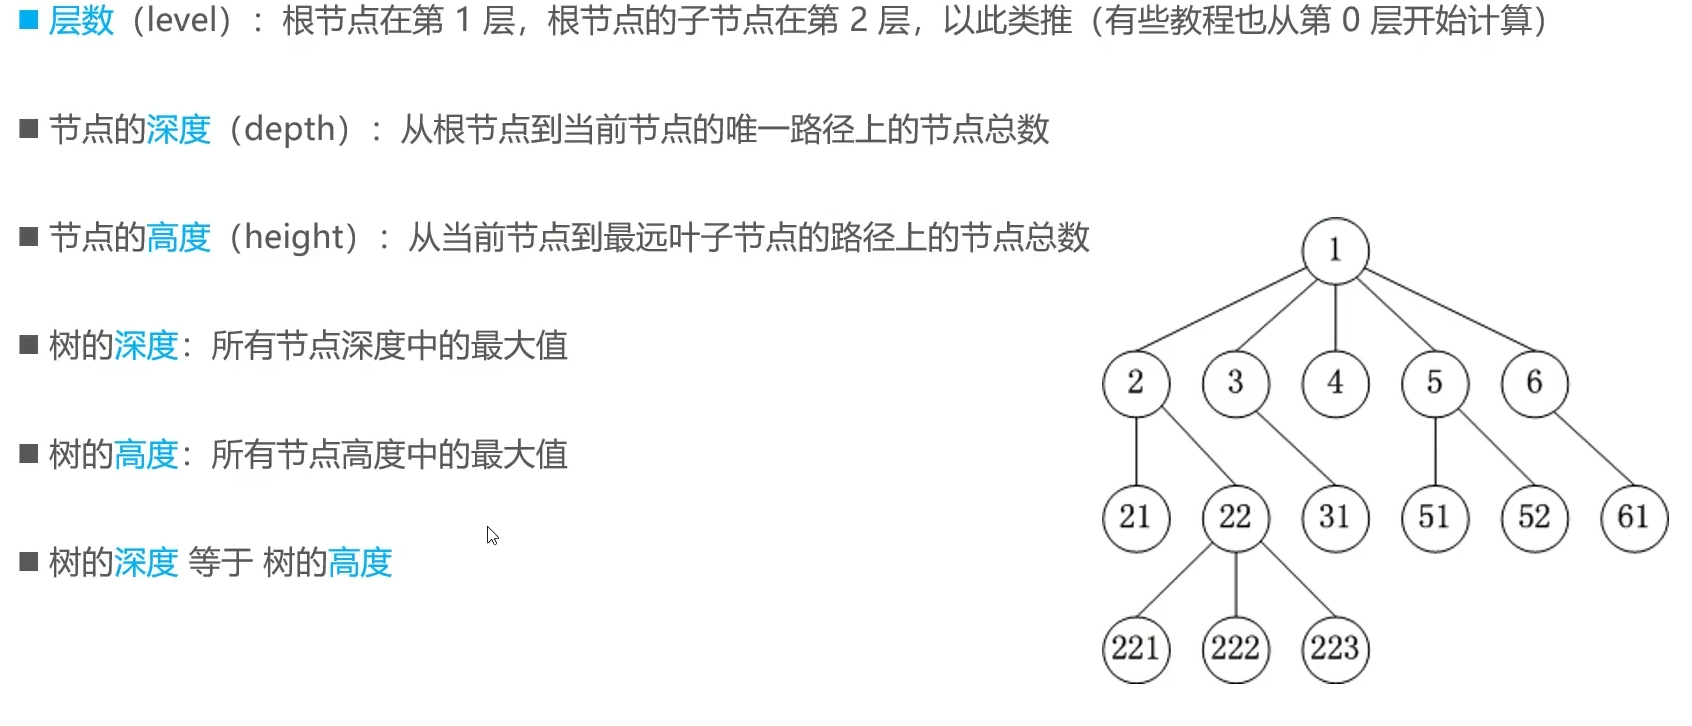 层数（level）：根节点在第 1 层，根节点的子节点在第 2 层，以此类推（有些教程也从第 0 层开始计算）
节点的深度（depth）：从根节点到当前节点的唯一路径上的节点总数
节点的高度（height）：从当前节点到最远叶子节点的路径上的节点总数
树的深度：所有节点深度中的最大值
树的高度：所有节点高度中的最大值
树的深度 等于 树的高度
1
2 3 4 5 6
21 22 31 51 52 61
221 222 223